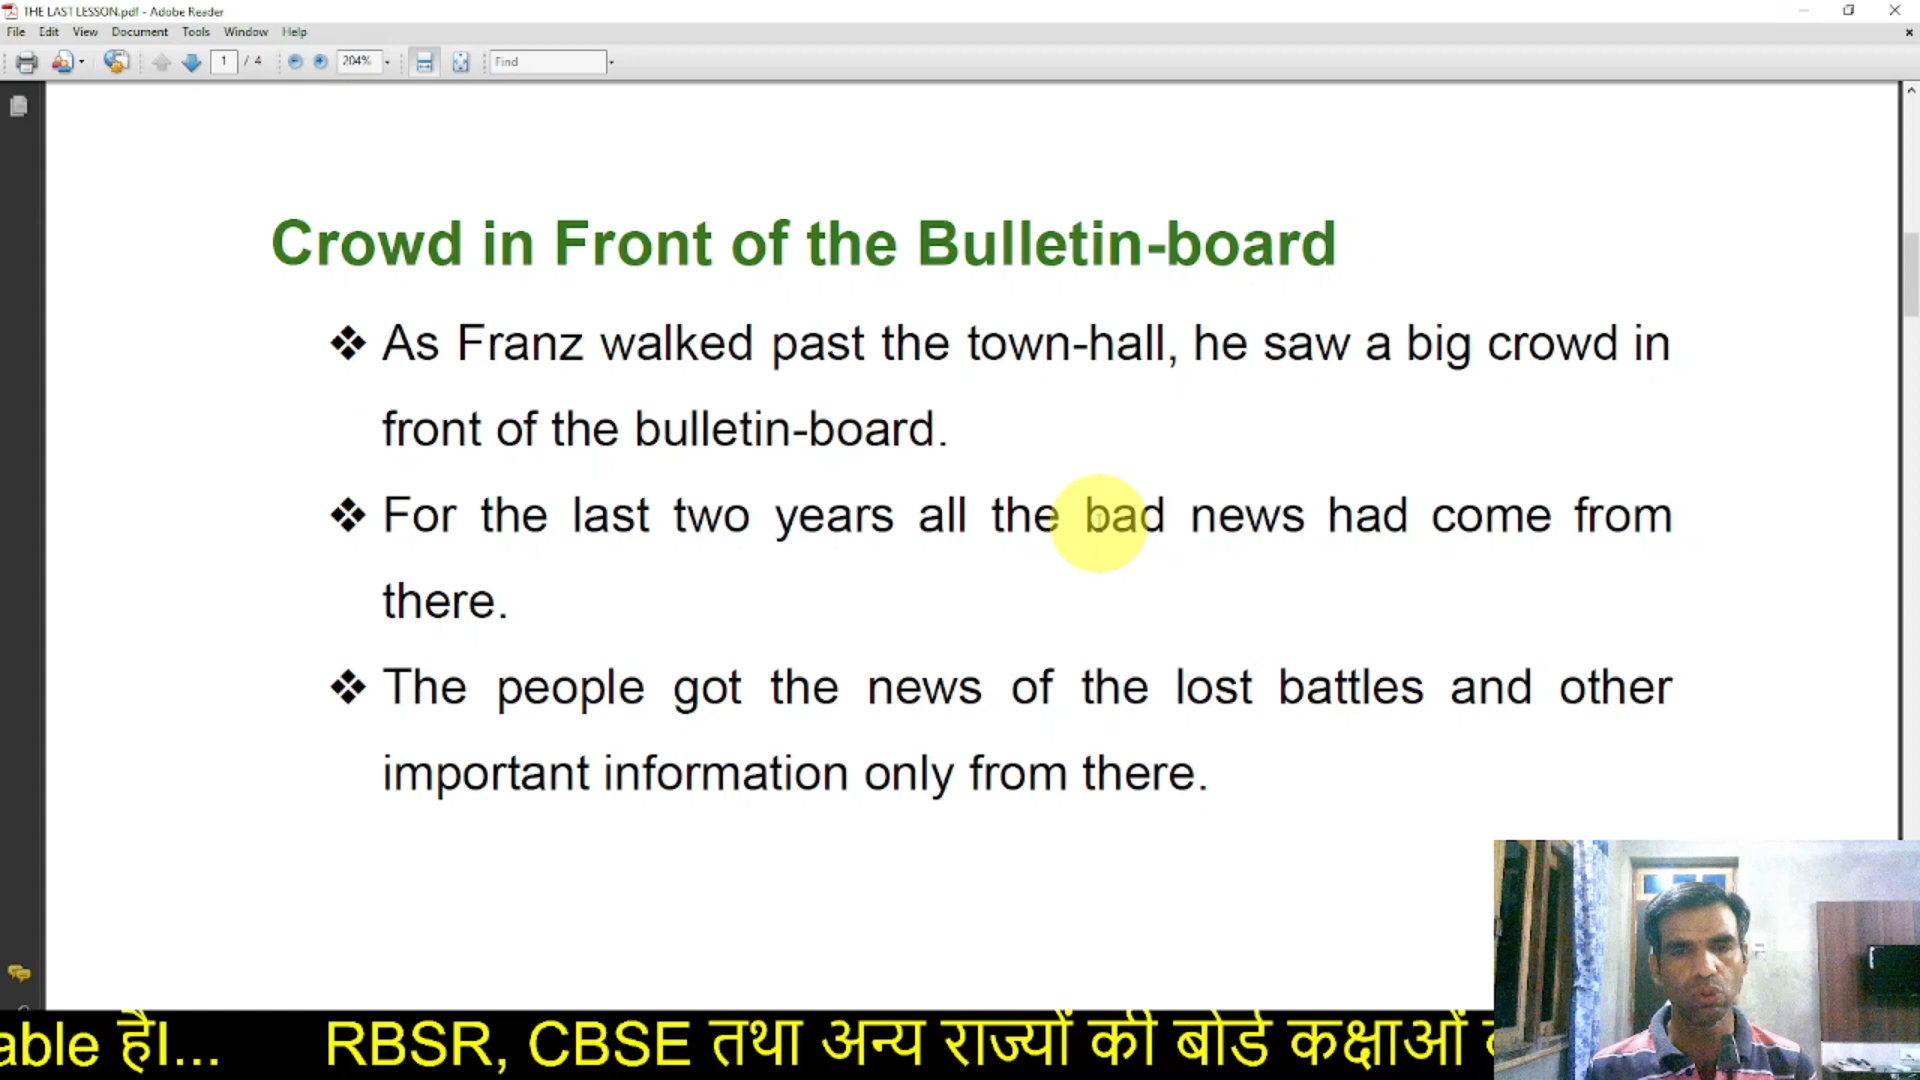 THE LAST LESSON.pdf - Adobe Reader
File Edit View Document Tools Window Help
1 / 4 204% Find
Crowd in Front of the Bulletin-board
❖ As Franz walked past the town-hall, he saw a big crowd in
front of the bulletin-board.
❖ For the last two years all the bad news had come from
there.
❖ The people got the news of the lost battles and other
important information only from there.
able हैI... RBSR, CBSE तथा अन्य राज्यों की बोर्ड कक्षाओं